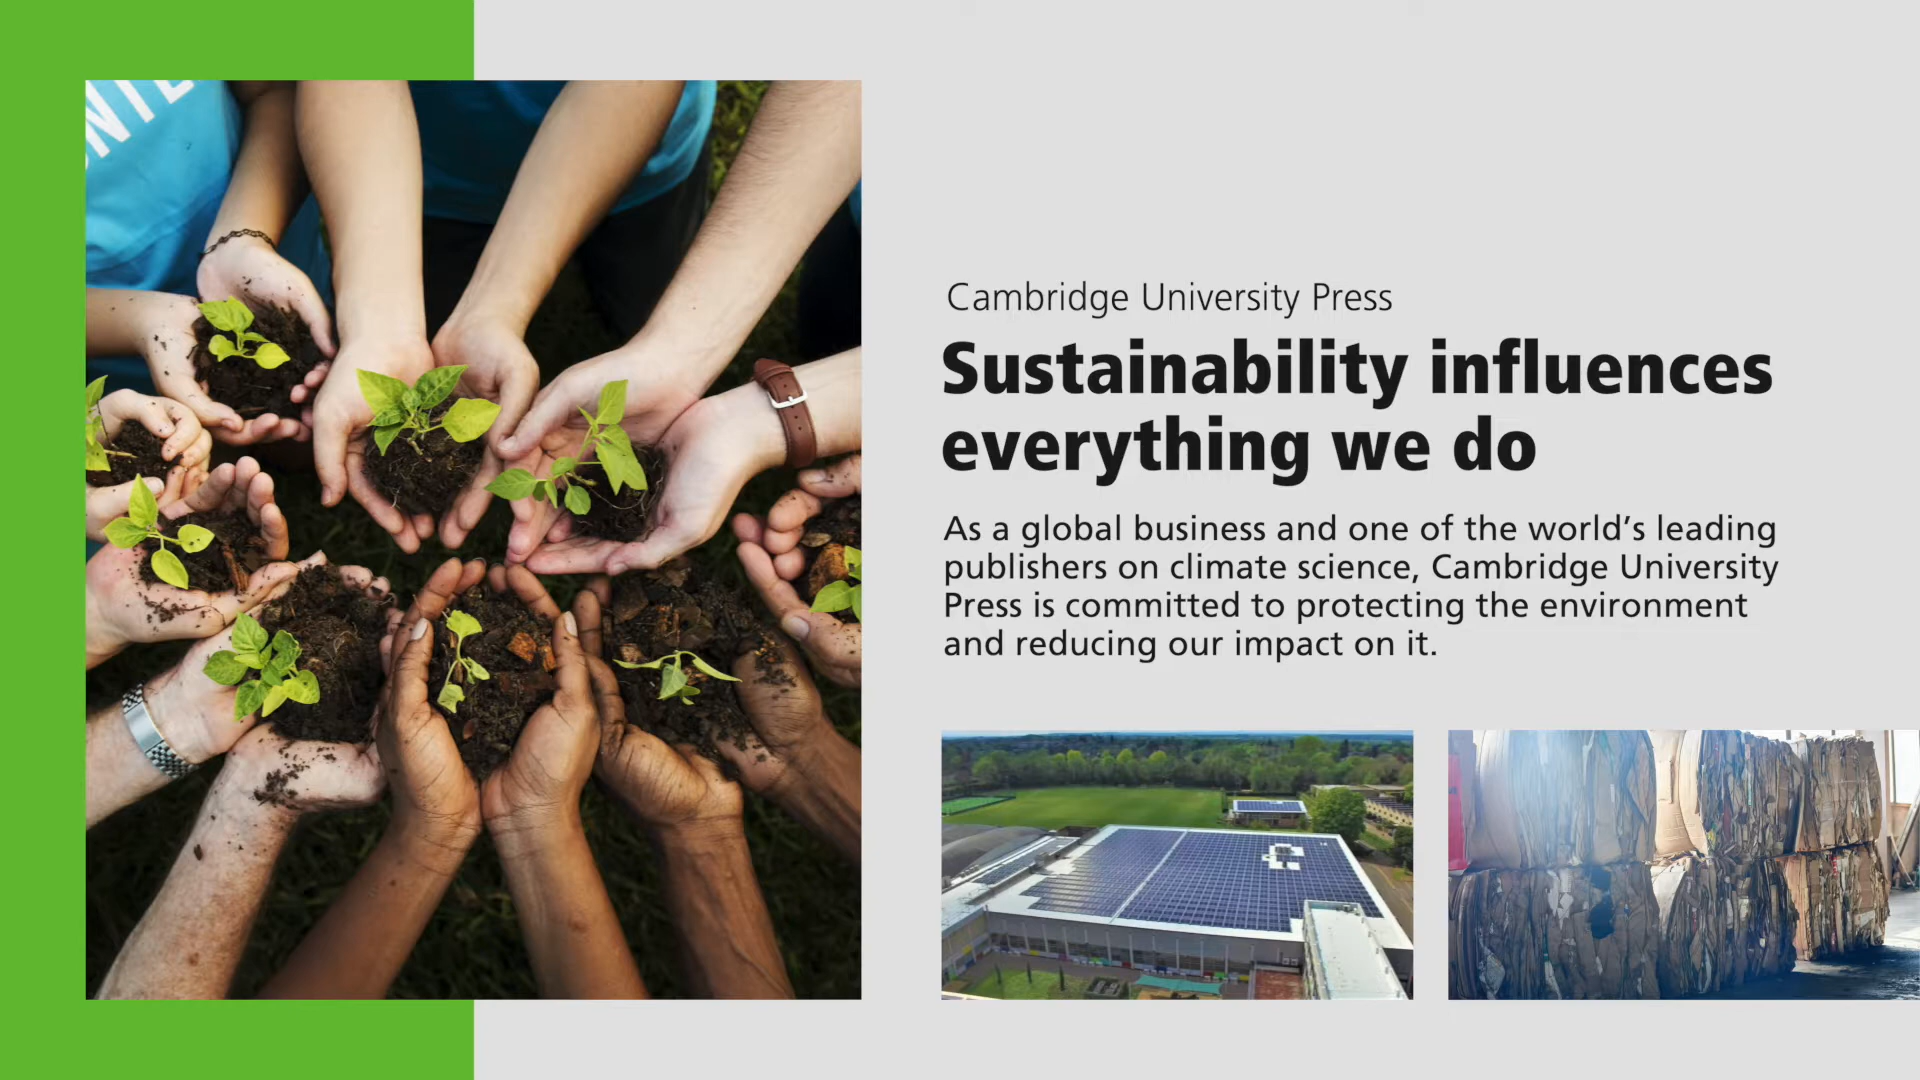 Cambridge University Press
Sustainability influences
everything we do
As a global business and one of the world’s leading
publishers on climate science, Cambridge University
Press is committed to protecting the environment
and reducing our impact on it.